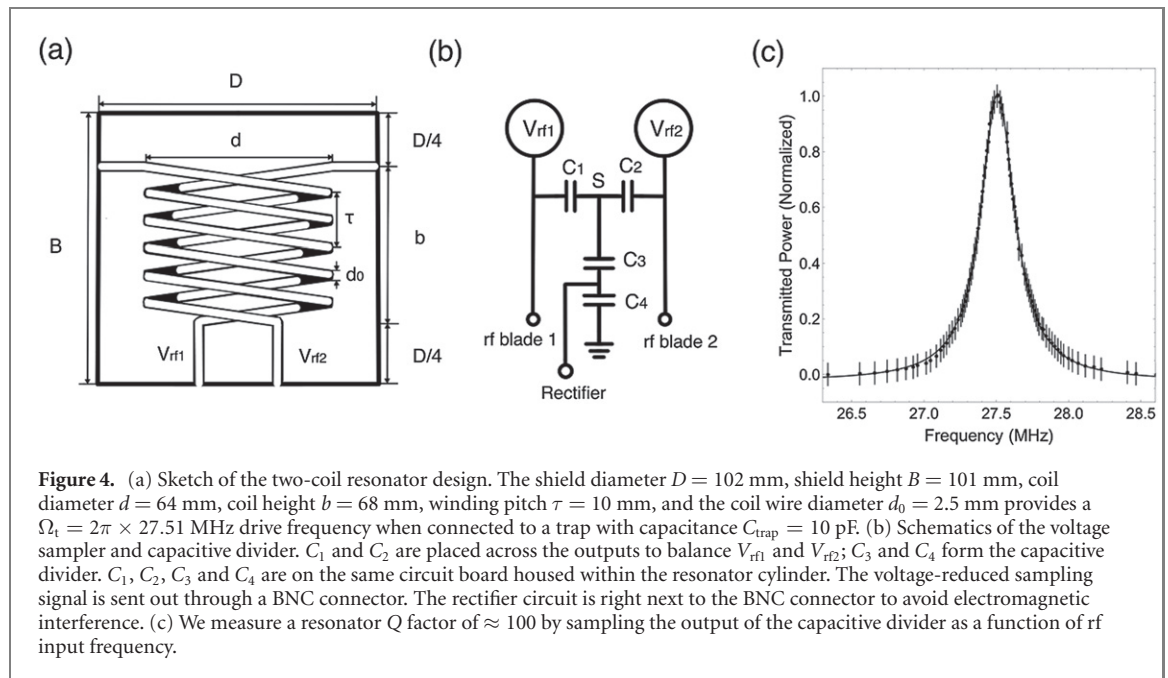 (a)
D
d
D/4
B
τ
b
d0
Vrf1
Vrf2
D/4
(b)
Vrf1
Vrf2
C1
S
C2
C3
C4
rf blade 1
rf blade 2
Rectifier
(c)
Transmitted Power (Normalized)
1.0
0.8
0.6
0.4
0.2
0.0
26.5 27.0 27.5 28.0 28.5
Frequency (MHz)
Figure 4. (a) Sketch of the two-coil resonator design. The shield diameter D = 102 mm, shield height B = 101 mm, coil
diameter d = 64 mm, coil height b = 68 mm, winding pitch τ = 10 mm, and the coil wire diameter d₀ = 2.5 mm provides a
Ωₜ = 2π × 27.51 MHz drive frequency when connected to a trap with capacitance Ctrap = 10 pF. (b) Schematics of the voltage
sampler and capacitive divider. C₁ and C₂ are placed across the outputs to balance Vrf1 and Vrf2; C₃ and C₄ form the capacitive
divider. C₁, C₂, C₃ and C₄ are on the same circuit board housed within the resonator cylinder. The voltage-reduced sampling
signal is sent out through a BNC connector. The rectifier circuit is right next to the BNC connector to avoid electromagnetic
interference. (c) We measure a resonator Q factor of ≈ 100 by sampling the output of the capacitive divider as a function of rf
input frequency.